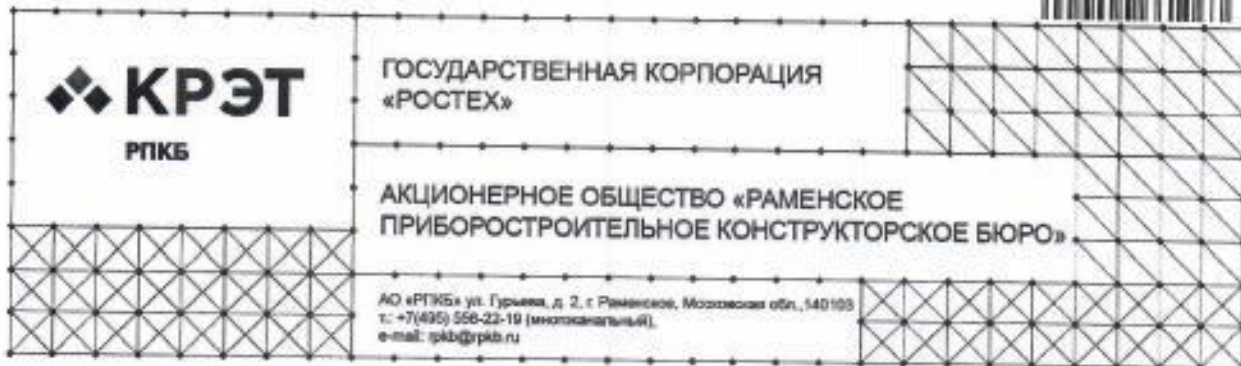 КРЭТ
РПКБ
ГОСУДАРСТВЕННАЯ КОРПОРАЦИЯ
«РОСТЕХ»
АКЦИОНЕРНОЕ ОБЩЕСТВО «РАМЕНСКОЕ
ПРИБОРОСТРОИТЕЛЬНОЕ КОНСТРУКТОРСКОЕ БЮРО»
АО «РПКБ» ул. Гурьева, д. 2, г. Раменское, Московская обл., 140103
т.: +7(495) 556-22-19 (многоканальный),
e-mail: rpkb@rpkb.ru